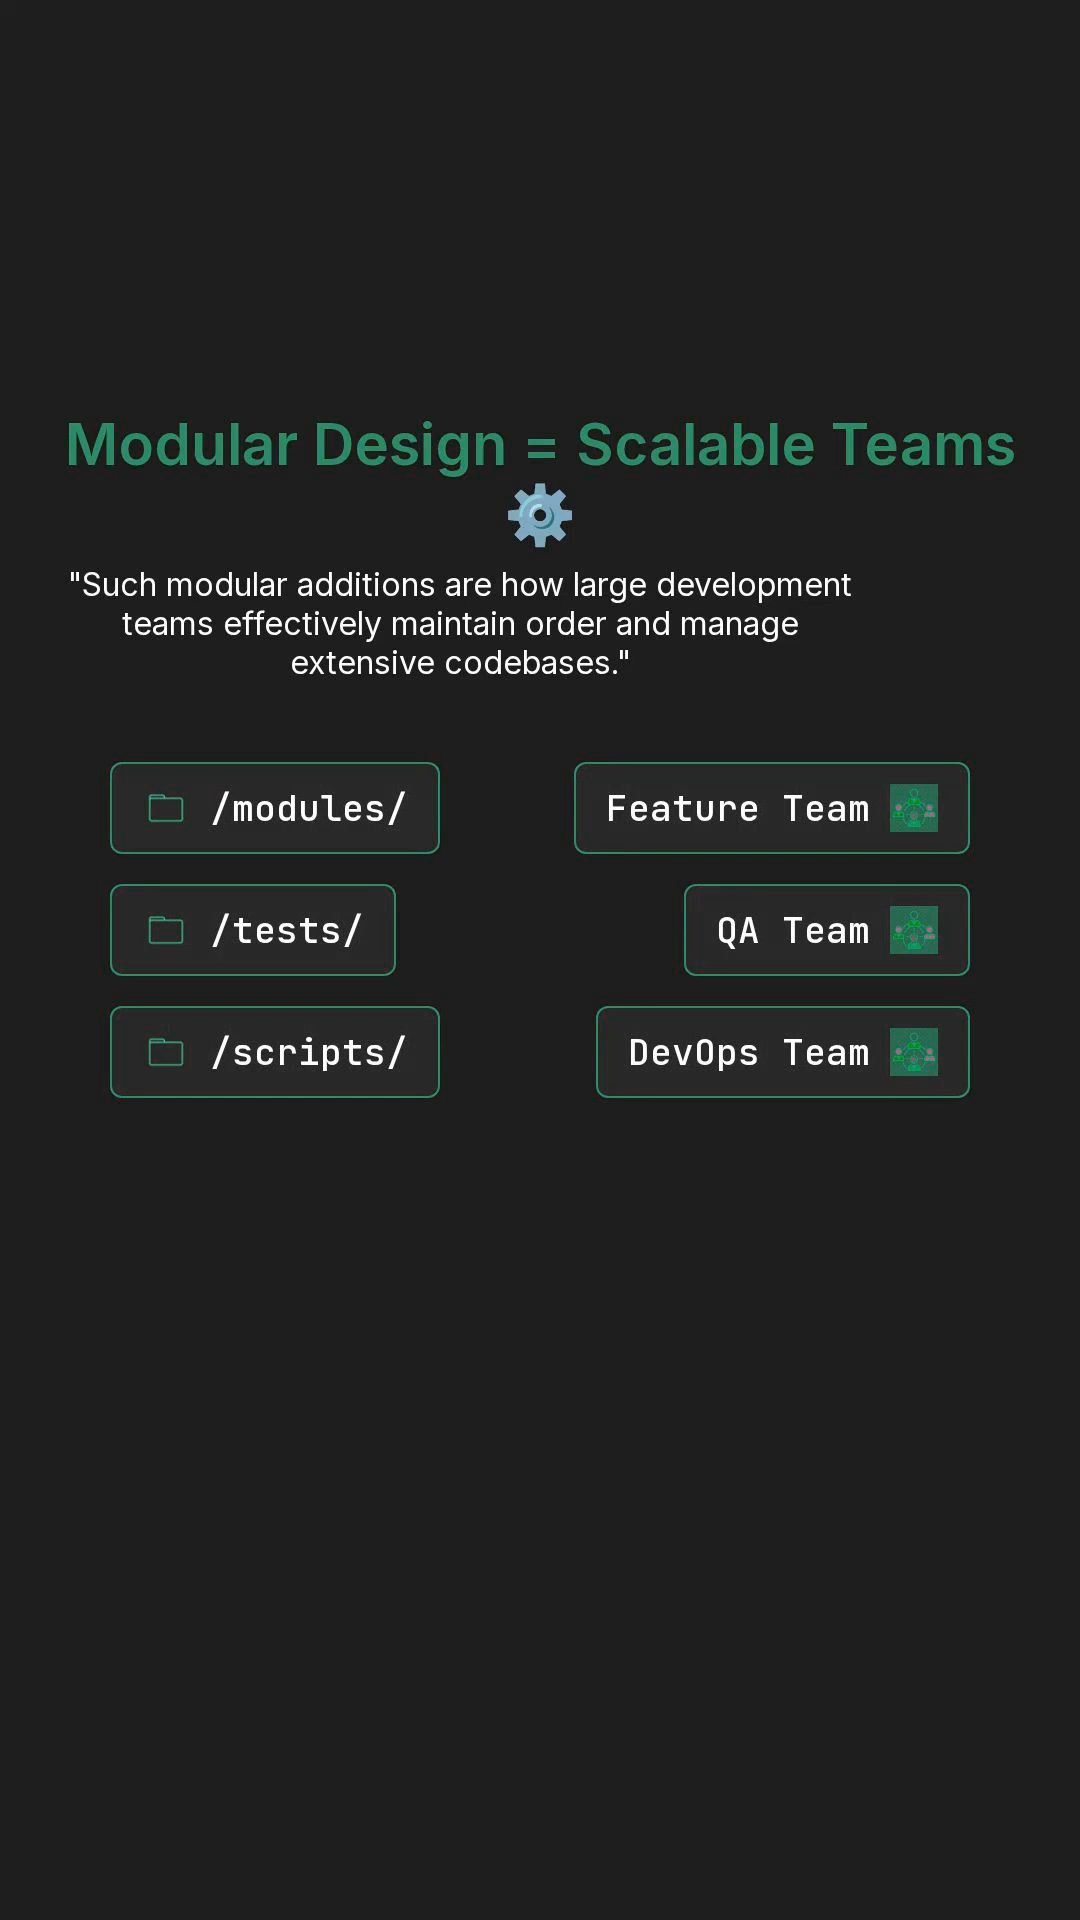 Modular Design = Scalable Teams
"Such modular additions are how large development
teams effectively maintain order and manage
extensive codebases."
/modules/
Feature Team
/tests/
QA Team
/scripts/
DevOps Team